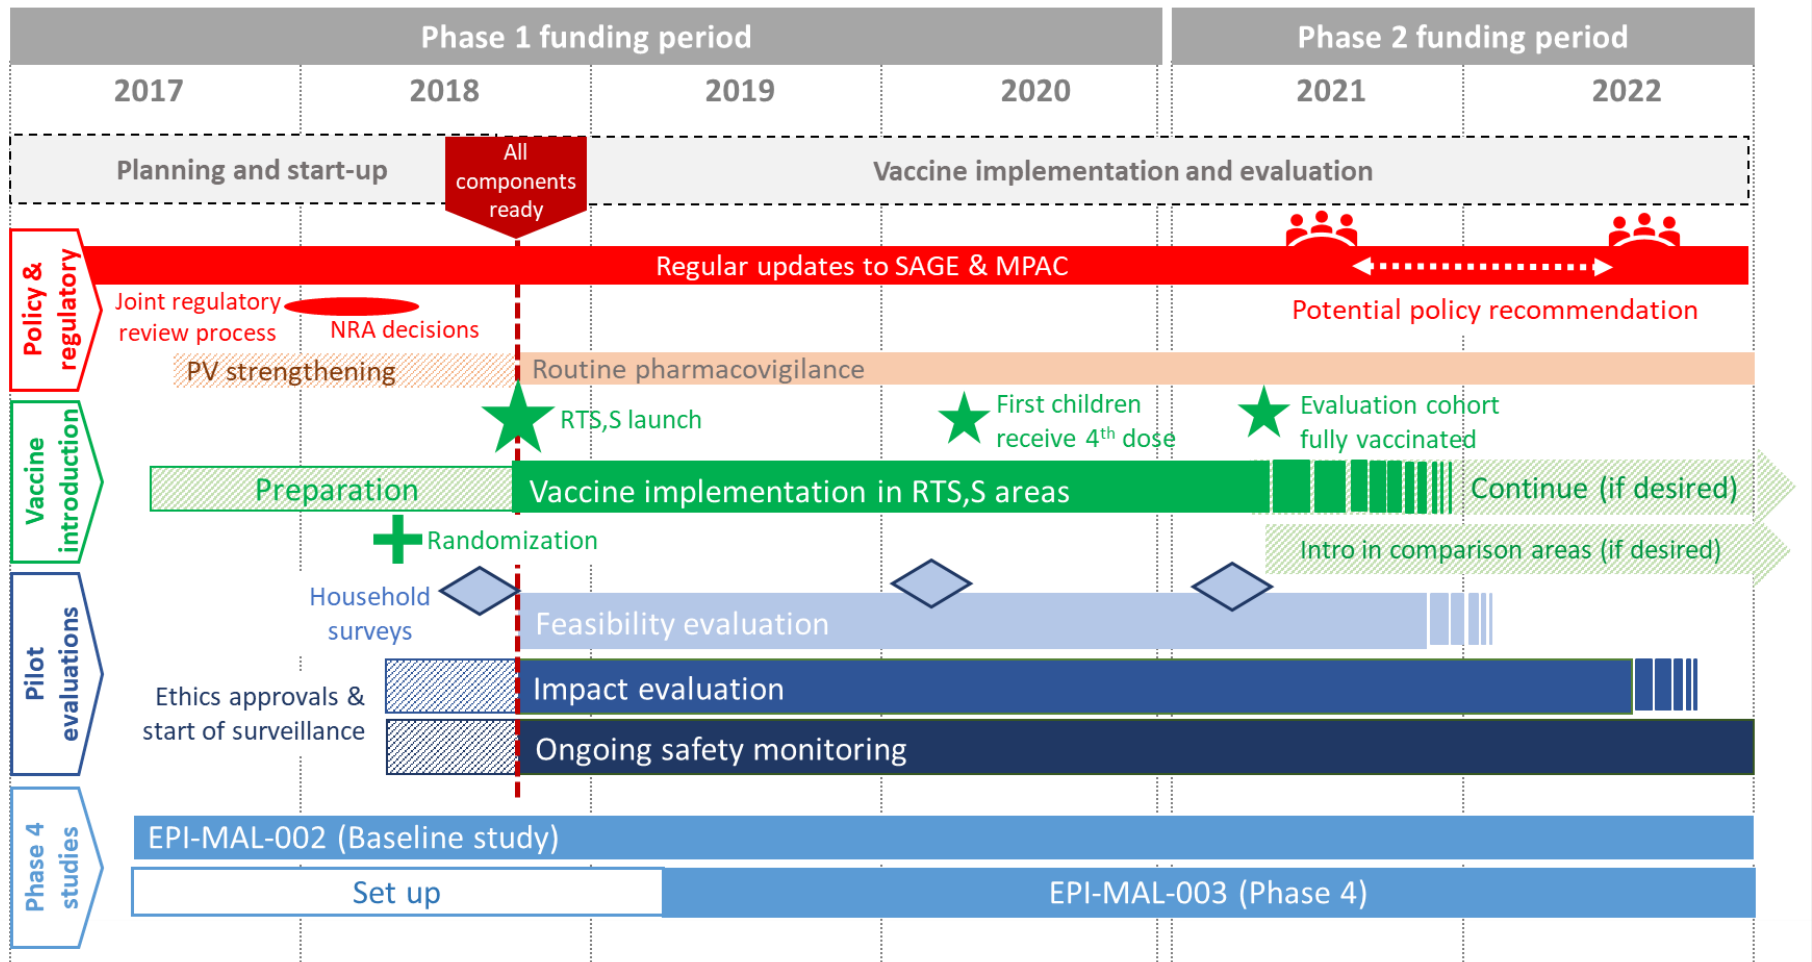 Phase 1 funding period
Phase 2 funding period
2017
2018
2019
2020
2021
2022
Planning and start-up
All
components
ready
Vaccine implementation and evaluation
Policy &
regulatory
Regular updates to SAGE & MPAC
Joint regulatory
review process
NRA decisions
Potential policy recommendation
PV strengthening
Routine pharmacovigilance
Vaccine
introduction
RTS,S launch
First children
receive 4th dose
Evaluation cohort
fully vaccinated
Preparation
Vaccine implementation in RTS,S areas
Continue (if desired)
Randomization
Intro in comparison areas (if desired)
Pilot
evaluations
Household
surveys
Feasibility evaluation
Ethics approvals &
start of surveillance
Impact evaluation
Ongoing safety monitoring
Phase 4
studies
EPI-MAL-002 (Baseline study)
Set up
EPI-MAL-003 (Phase 4)